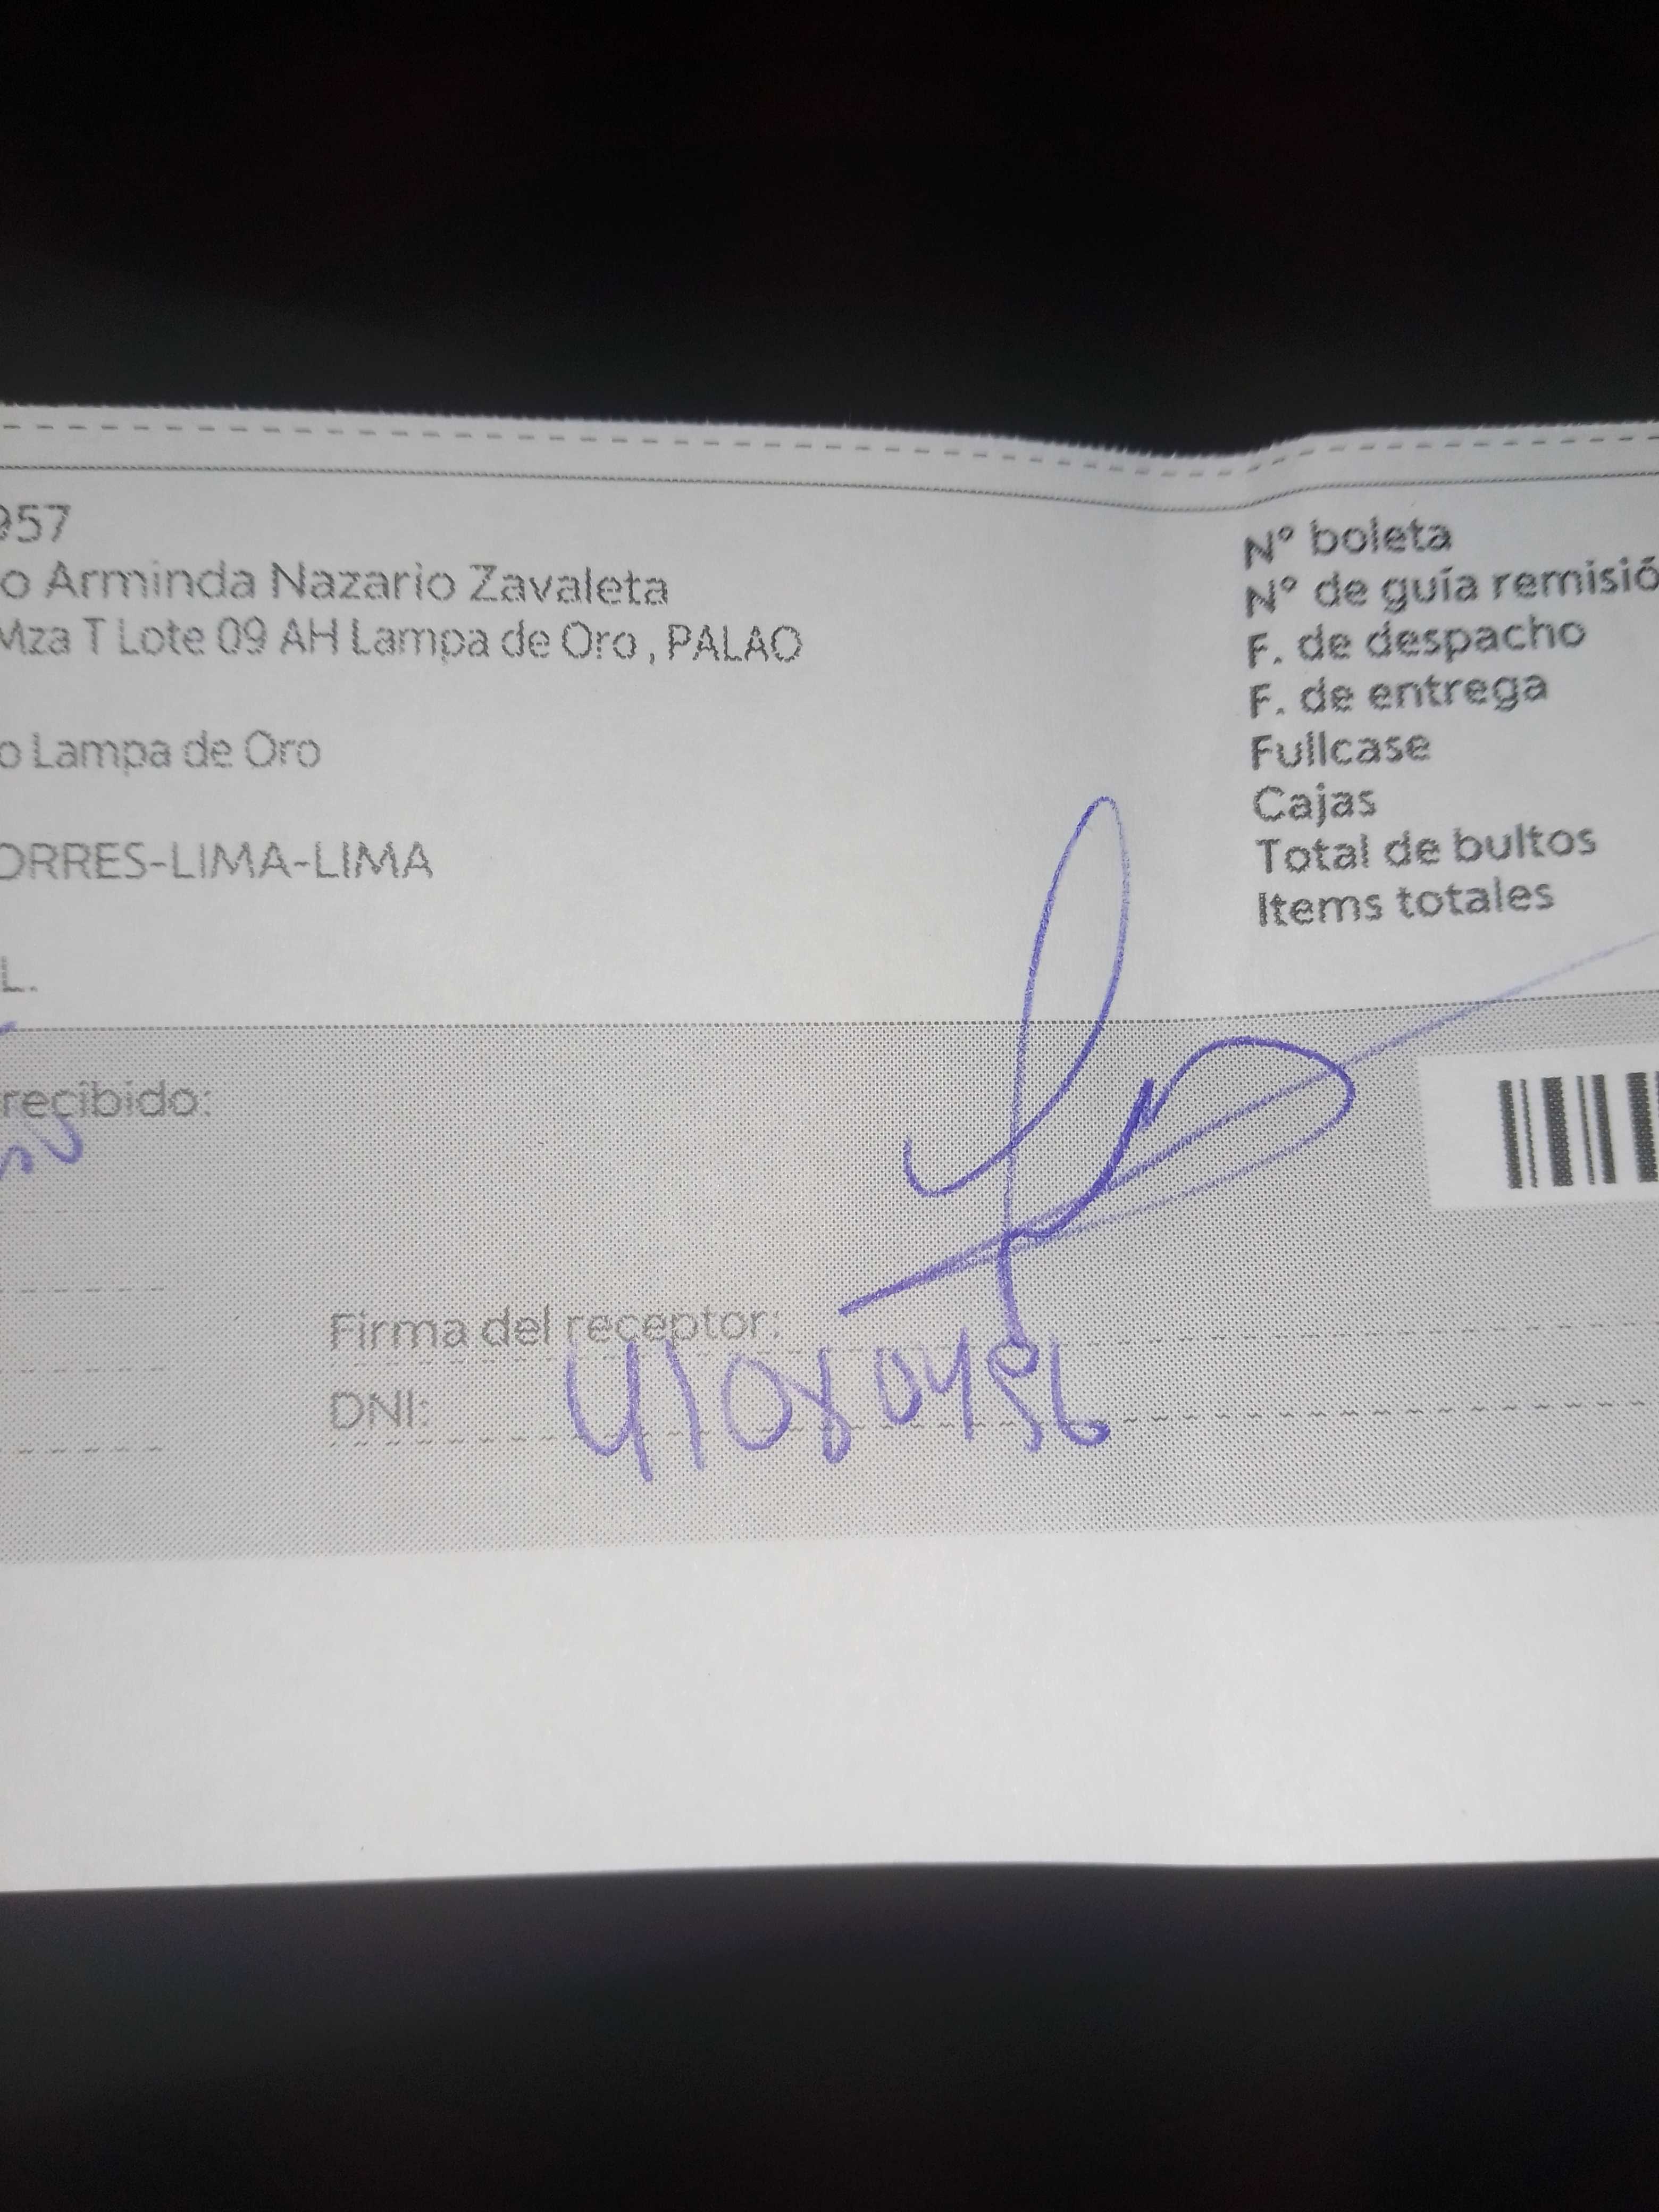 957
o Arminda Nazario Zavaleta
Mza T Lote 09 AH Lampa de Oro , PALAO
o Lampa de Oro
ORRES-LIMA-LIMA
L.
N° boleta
N° de guía remisió
F. de despacho
F. de entrega
Fullcase
Cajas
Total de bultos
Items totales
recibido:
Firma del receptor:
DNI: 41080456